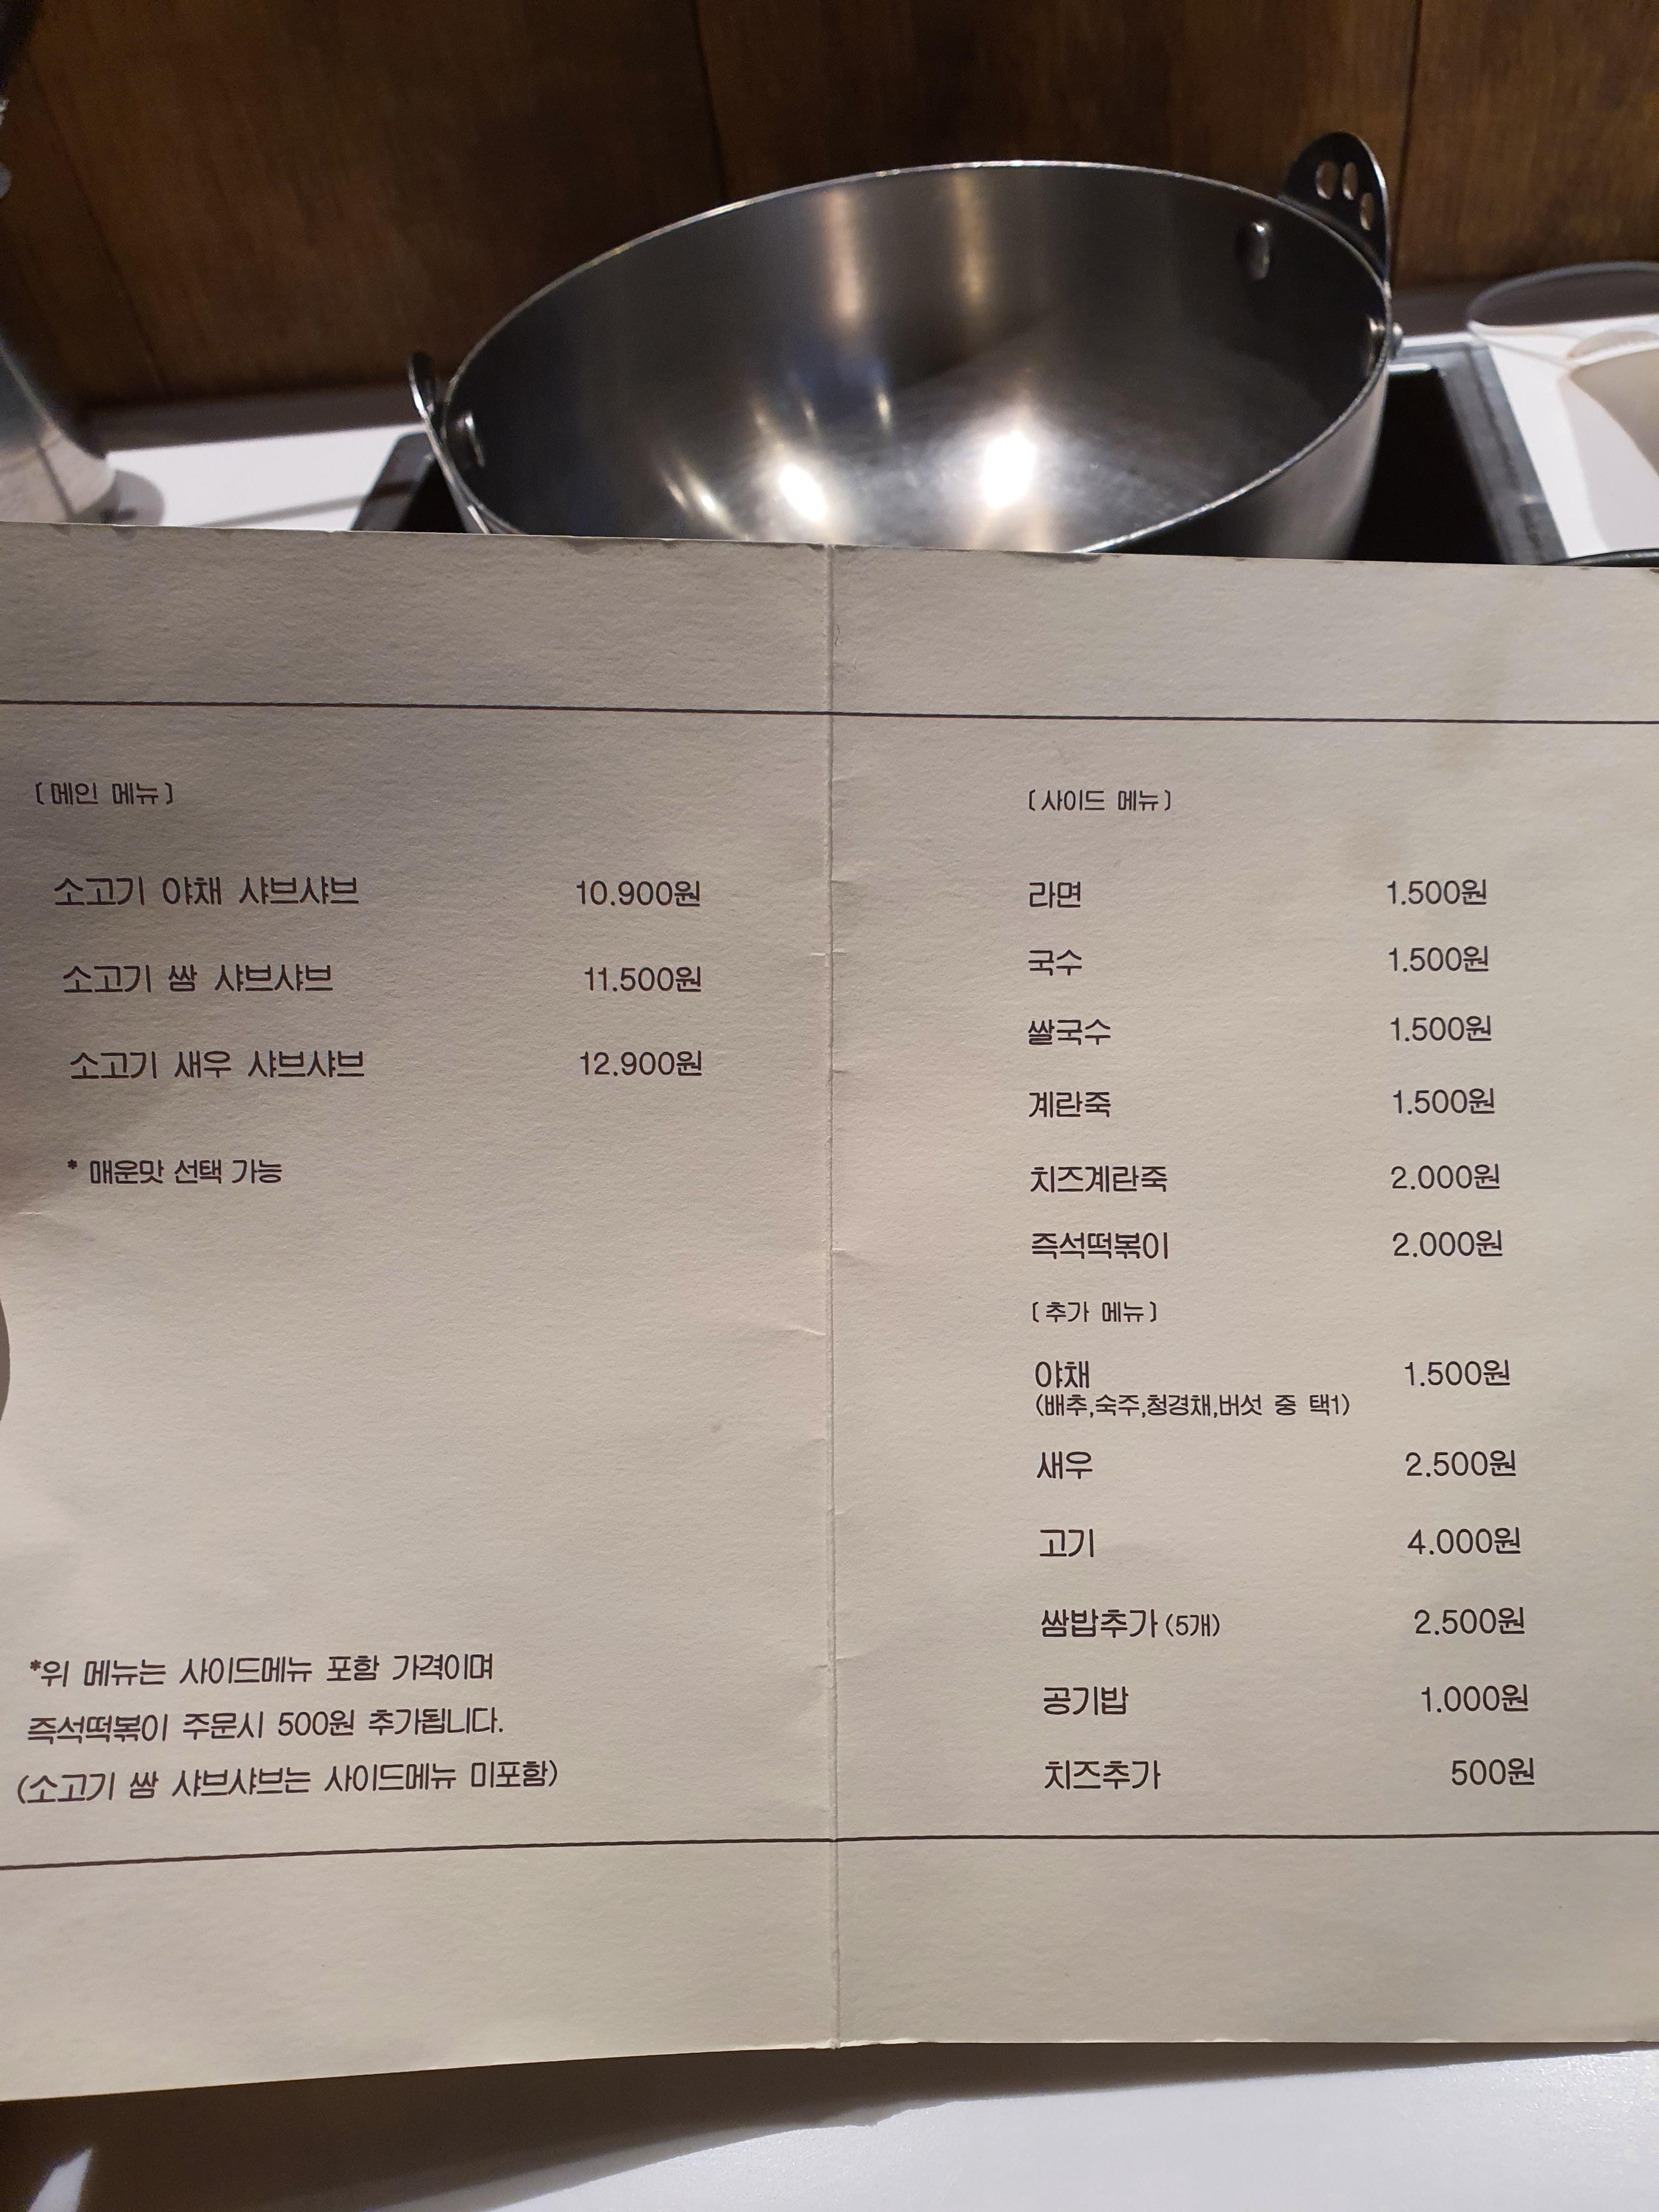 [메인 메뉴]
소고기 야채 샤브샤브 10.900원
소고기 쌈 샤브샤브 11.500원
소고기 새우 샤브샤브 12.900원
* 매운맛 선택 가능
*위 메뉴는 사이드메뉴 포함 가격이며
즉석떡볶이 주문시 500원 추가됩니다.
(소고기 쌈 샤브샤브는 사이드메뉴 미포함)
[사이드 메뉴]
라면 1.500원
국수 1.500원
쌀국수 1.500원
계란죽 1.500원
치즈계란죽 2.000원
즉석떡볶이 2.000원
[추가 메뉴]
야채 1.500원
(배추,숙주,청경채,버섯 중 택1)
새우 2.500원
고기 4.000원
쌈밥추가 (5개) 2.500원
공기밥 1.000원
치즈추가 500원